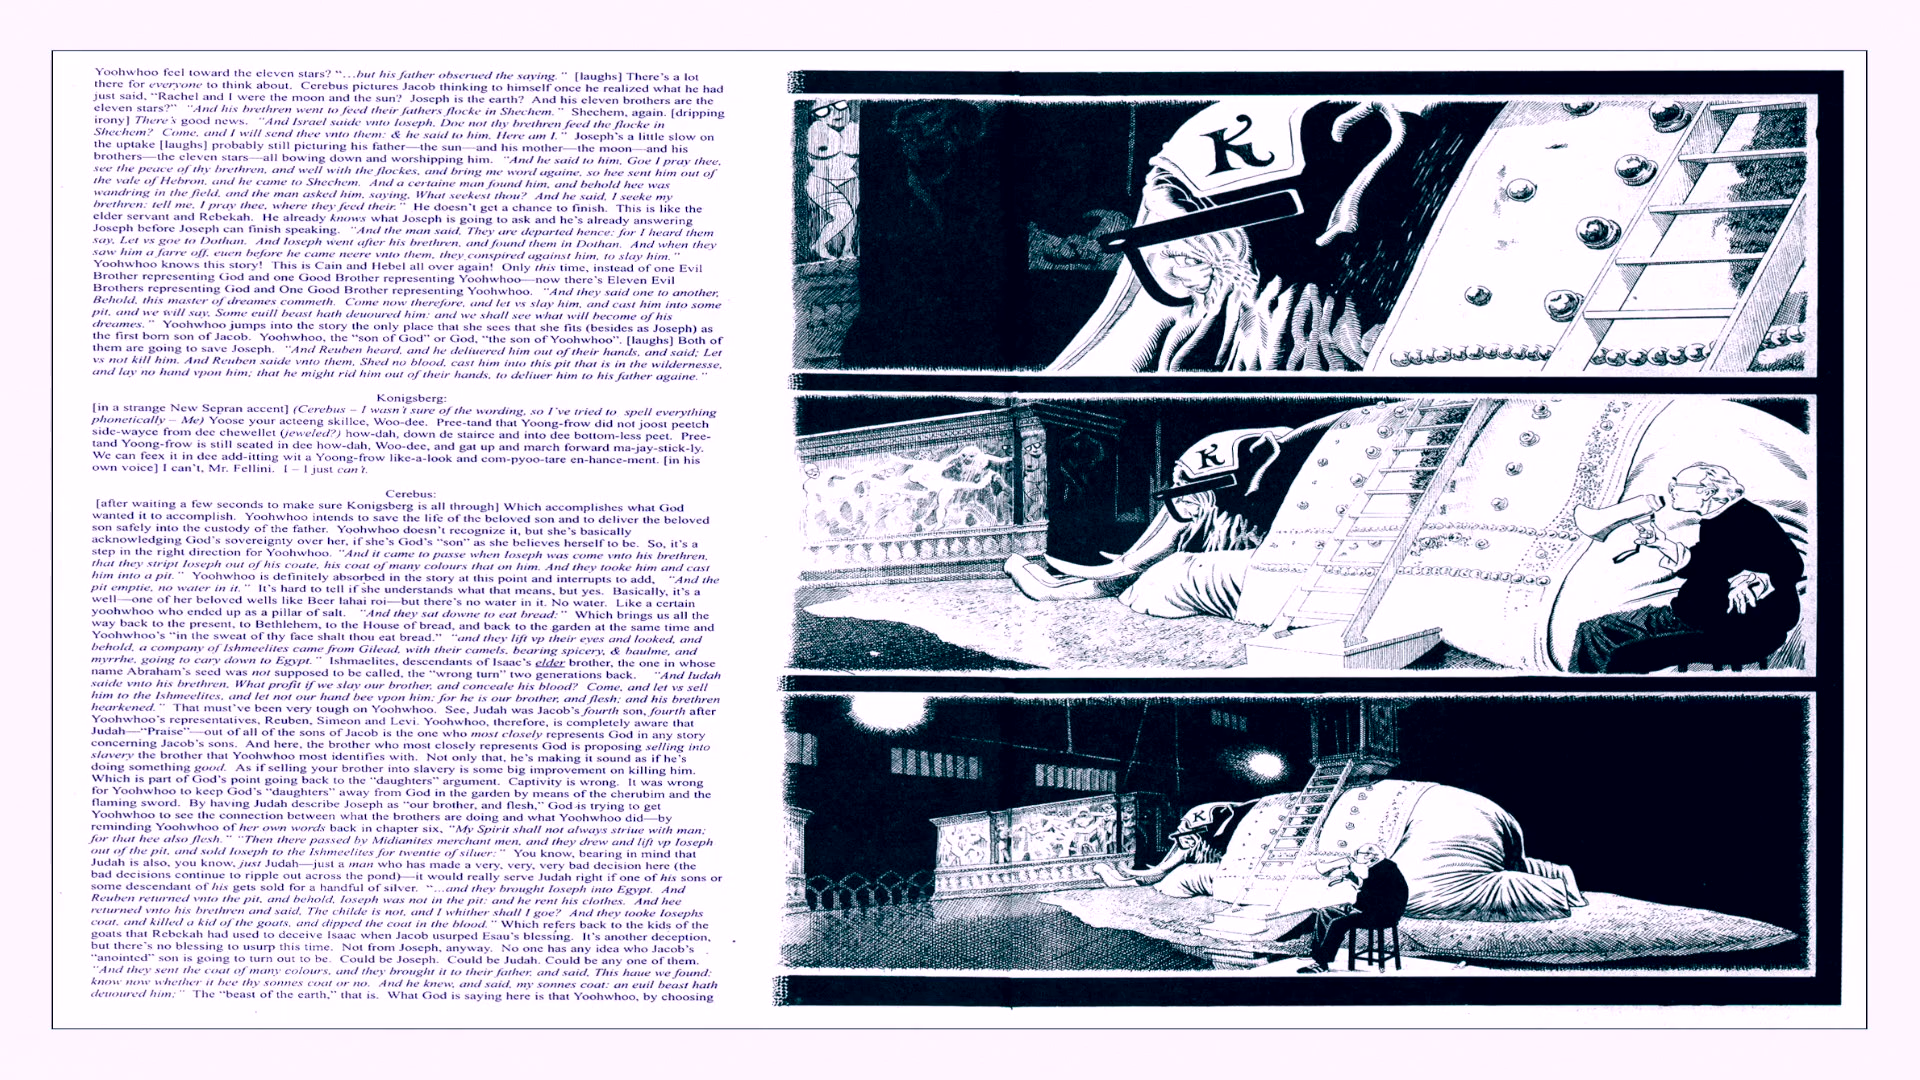 Yoohwhoo feel toward the eleven stars? “...but his father obserued the saying.” [laughs] There’s a lot
there for everyone to think about. Cerebus pictures Jacob thinking to himself once he realized what he had
just said, “Rachel and I were the moon and the sun? Joseph is the earth? And his eleven brothers are the
eleven stars?” “And his brethren went to feed their fathers flocke in Shechem.” Shechem, again. [dripping
irony] There’s good news. “And Israel saide vnto Ioseph, Doe not thy brethren feed the flocke in
Shechem? Come, and I will send thee vnto them: & he said to him, Here am I.” Joseph’s a little slow on
the uptake [laughs] probably still picturing his father—the sun—and his mother—the moon—and his
brothers—the eleven stars—all bowing down and worshipping him. “And he said to him, Goe I pray thee,
see the peace of thy brethren, and well with the flockes, and bring me word againe, so hee sent him out of
the vale of Hebron, and he came to Shechem. And a certaine man found him, and behold hee was
wandring in the field, and the man asked him, saying, What seekest thou? And he said, I seeke my
brethren: tell me, I pray thee, where they feed their.” He doesn’t get a chance to finish. This is like the
elder servant and Rebekah. He already knows what Joseph is going to ask and he’s already answering
Joseph before Joseph can finish speaking. “And the man said, They are departed hence: for I heard them
say, Let vs goe to Dothan. And Ioseph went after his brethren, and found them in Dothan. And when they
saw him a farre off, euen before he came neere vnto them, they conspired against him, to slay him.”
Yoohwhoo knows this story! This is Cain and Hebel all over again! Only this time, instead of one Evil
Brother representing God and one Good Brother representing Yoohwhoo—now there’s Eleven Evil
Brothers representing God and One Good Brother representing Yoohwhoo. “And they said one to another,
Behold, this master of dreames commeth. Come now therefore, and let vs slay him, and cast him into some
pit, and we will say, Some euill beast hath deuoured him: and we shall see what will become of his
dreames.” Yoohwhoo jumps into the story the only place that she sees that she fits (besides as Joseph) as
the first born son of Jacob. Yoohwhoo, the “son of God” or God, “the son of Yoohwhoo”. [laughs] Both of
them are going to save Joseph. “And Reuben heard, and he deliuered him out of their hands, and said; Let
vs not kill him. And Reuben saide vnto them, Shed no blood, cast him into this pit that is in the wildernesse,
and lay no hand vpon him; that he might rid him out of their hands, to deliuer him to his father againe.”
Konigsberg:
[in a strange New Sepran accent] (Cerebus – I wasn’t sure of the wording, so I’ve tried to spell everything
phonetically – Me) Yoose your acteeng skillce, Woo-dee. Pree-tand that Yoong-frow did not joost peetch
side-wayce from dee chewellet (jeweled?) how-dah, down de stairce and into dee bottom-less peet. Pree-
tand Yoong-frow is still seated in dee how-dah, Woo-dee, and gat up and march forward ma-jay-stick-ly.
We can feex it in dee add-itting wit a Yoong-frow like-a-look and com-pyoo-tare en-hance-ment. [in his
own voice] I can’t, Mr. Fellini. I – I just can’t.
Cerebus:
[after waiting a few seconds to make sure Konigsberg is all through] Which accomplishes what God
wanted it to accomplish. Yoohwhoo intends to save the life of the beloved son and to deliver the beloved
son safely into the custody of the father. Yoohwhoo doesn’t recognize it, but she’s basically
acknowledging God’s sovereignty over her, if she’s God’s “son” as she believes herself to be. So, it’s a
step in the right direction for Yoohwhoo. “And it came to passe when Ioseph was come vnto his brethren,
that they stript Ioseph out of his coate, his coat of many colours that on him. And they tooke him and cast
him into a pit.” Yoohwhoo is definitely absorbed in the story at this point and interrupts to add, “And the
pit emptie, no water in it.” It’s hard to tell if she understands what that means, but yes. Basically, it’s a
well—one of her beloved wells like Beer lahai roi—but there’s no water in it. No water. Like a certain
yoohwhoo who ended up as a pillar of salt. “And they sat downe to eat bread:” Which brings us all the
way back to the present, to Bethlehem, to the House of bread, and back to the garden at the same time and
Yoohwhoo’s “in the sweat of thy face shalt thou eat bread.” “and they lift vp their eyes and looked, and
behold, a company of Ishmeelites came from Gilead, with their camels, bearing spicery, & baulme, and
myrrhe, going to cary down to Egypt.” Ishmaelites, descendants of Isaac’s elder brother, the one in whose
name Abraham’s seed was not supposed to be called, the “wrong turn” two generations back. “And Iudah
saide vnto his brethren, What profit if we slay our brother, and conceale his blood? Come, and let vs sell
him to the Ishmeelites, and let not our hand bee vpon him; for he is our brother, and flesh; and his brethren
hearkened.” That must’ve been very tough on Yoohwhoo. See, Judah was Jacob’s fourth son, fourth after
Yoohwhoo’s representatives, Reuben, Simeon and Levi. Yoohwhoo, therefore, is completely aware that
Judah—“Praise”—out of all of the sons of Jacob is the one who most closely represents God in any story
concerning Jacob’s sons. And here, the brother who most closely represents God is proposing selling into
slavery the brother that Yoohwhoo most identifies with. Not only that, he’s making it sound as if he’s
doing something good. As if selling your brother into slavery is some big improvement on killing him.
Which is part of God’s point going back to the “daughters” argument. Captivity is wrong. It was wrong
for Yoohwhoo to keep God’s “daughters” away from God in the garden by means of the cherubim and the
flaming sword. By having Judah describe Joseph as “our brother, and flesh,” God is trying to get
Yoohwhoo to see the connection between what the brothers are doing and what Yoohwhoo did—by
reminding Yoohwhoo of her own words back in chapter six, “My Spirit shall not always striue with man;
for that hee also flesh.” “Then there passed by Midianites merchant men, and they drew and lift vp Ioseph
out of the pit, and sold Ioseph to the Ishmeelites for twentie of siluer:” You know, bearing in mind that
Judah is also, you know, just Judah—just a man who has made a very, very, very bad decision here (the
bad decisions continue to ripple out across the pond)—it would really serve Judah right if one of his sons or
some descendant of his gets sold for a handful of silver. “...and they brought Ioseph into Egypt. And
Reuben returned vnto the pit, and behold, Ioseph was not in the pit: and he rent his clothes. And hee
returned vnto his brethren and said, The childe is not, and I whither shall I goe? And they tooke Iosephs
coat, and killed a kid of the goats, and dipped the coat in the blood.” Which refers back to the kids of the
goats that Rebekah had used to deceive Isaac when Jacob usurped Esau’s blessing. It’s another deception,
but there’s no blessing to usurp this time. Not from Joseph, anyway. No one has any idea who Jacob’s
“anointed” son is going to turn out to be. Could be Joseph. Could be Judah. Could be any one of them.
“And they sent the coat of many colours, and they brought it to their father, and said, This haue we found:
know now whether it bee thy sonnes coat or no. And he knew, and said, my sonnes coat: an euil beast hath
deuoured him;” The “beast of the earth,” that is. What God is saying here is that Yoohwhoo, by choosing
K
K
K